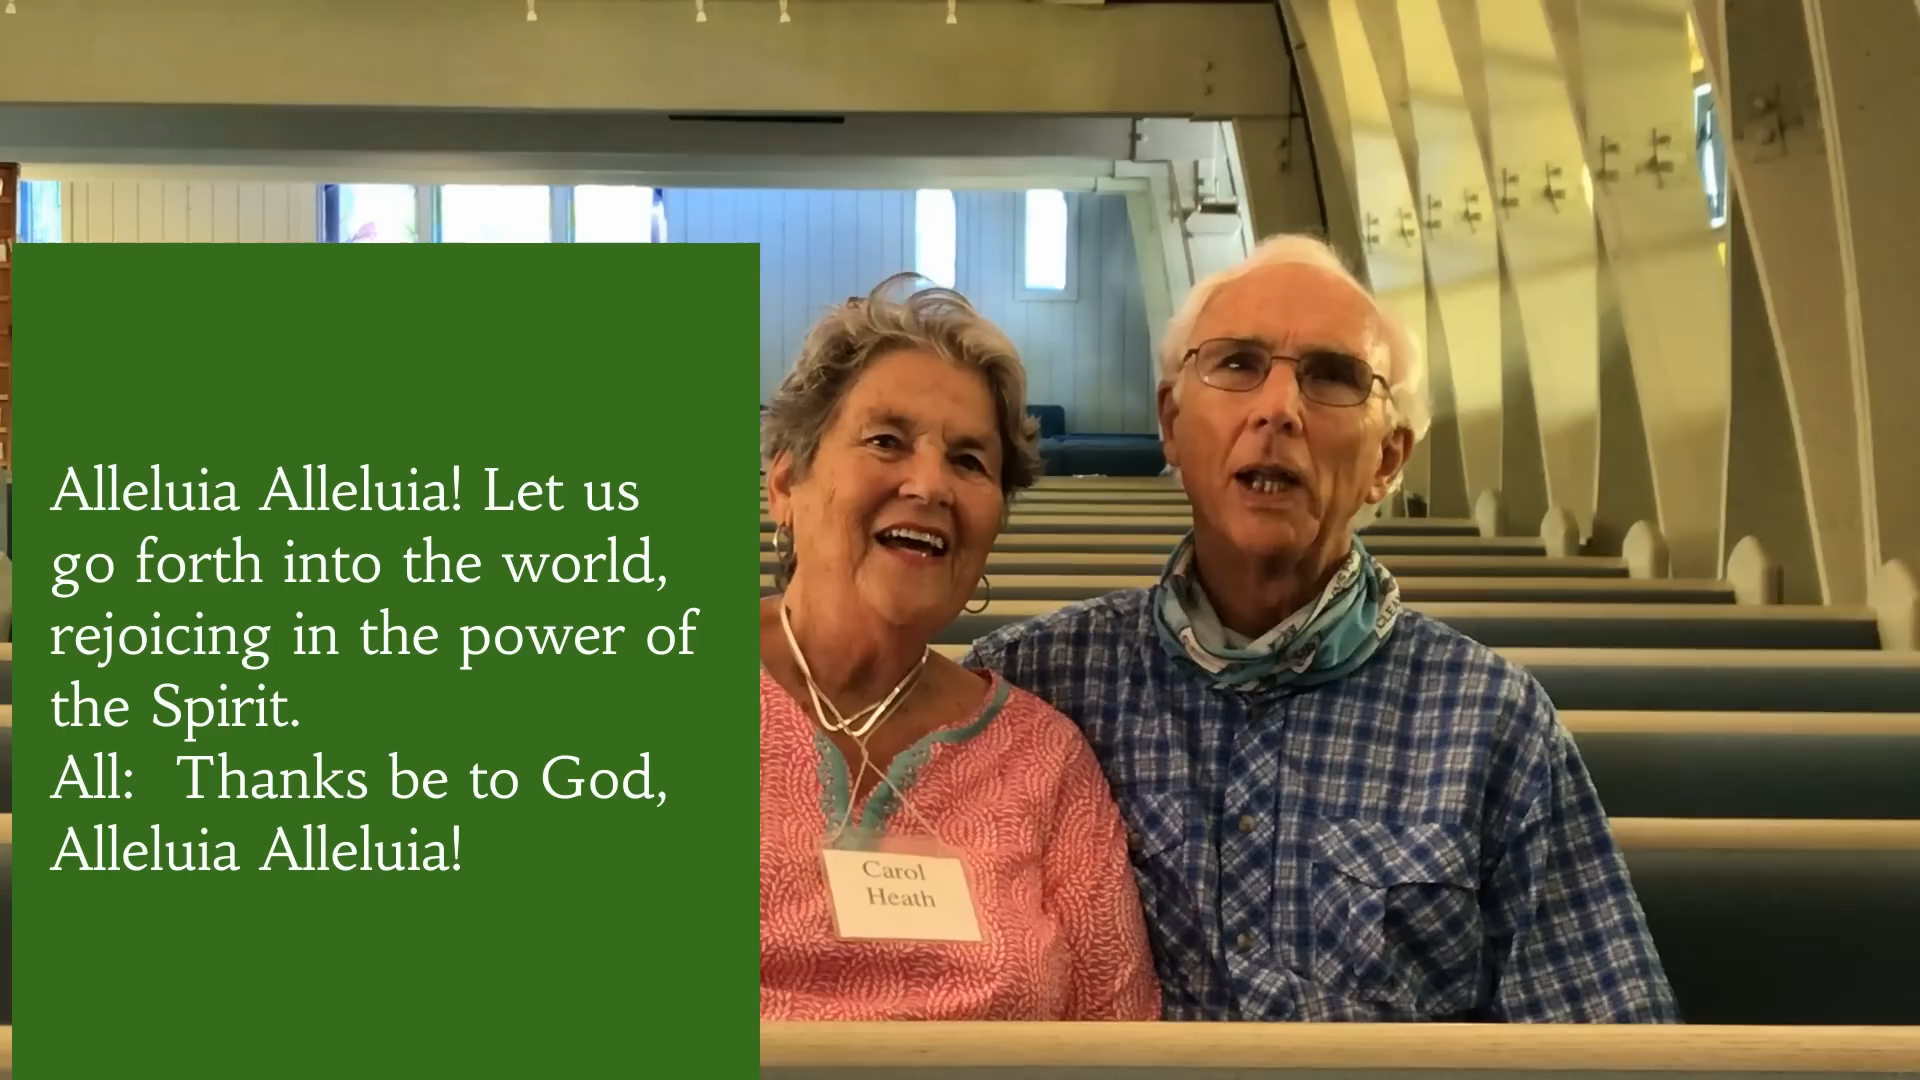 Alleluia Alleluia! Let us
go forth into the world,
rejoicing in the power of
the Spirit.
All:  Thanks be to God,
Alleluia Alleluia!
Carol
Heath